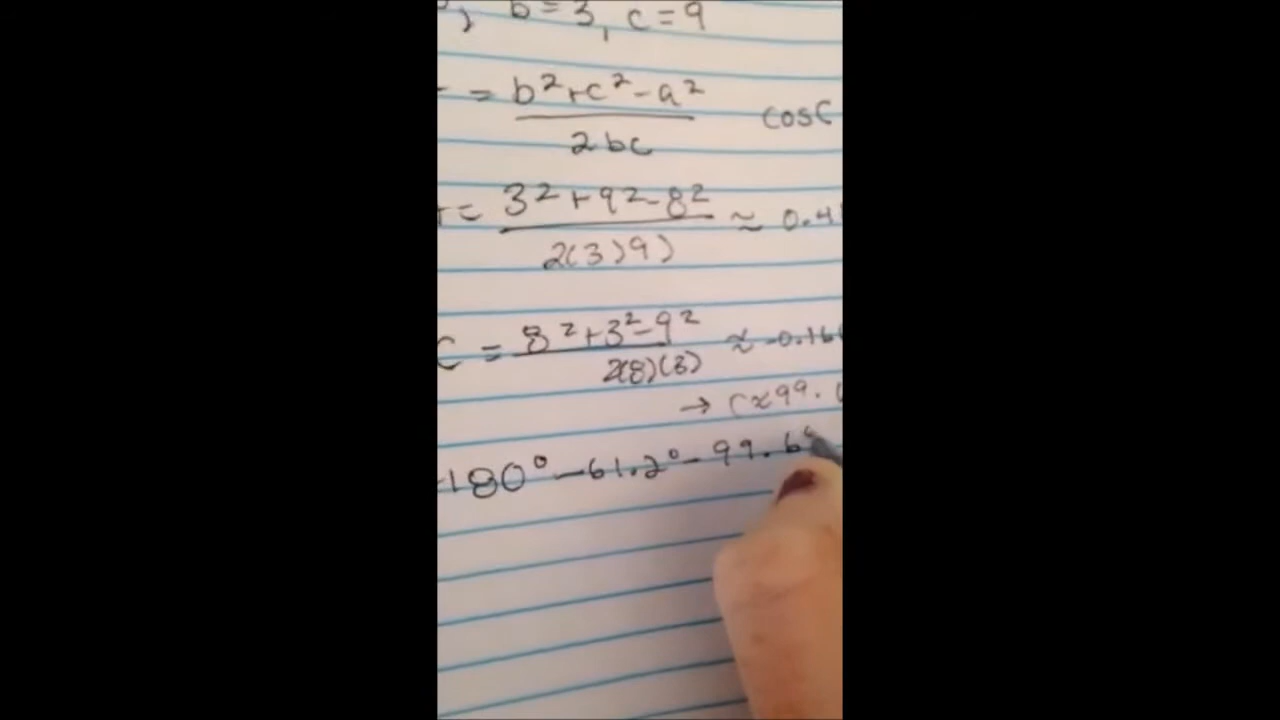 b=3, c=9
= b²+c²-a² / 2bc cosC
= 3²+9²-8² / 2(3)9) ≈ 0.4
C = 8²+3²-9² / 2(8)(3) ≈ -0.16
→ C≈99.
180°-61.2°-99.6°